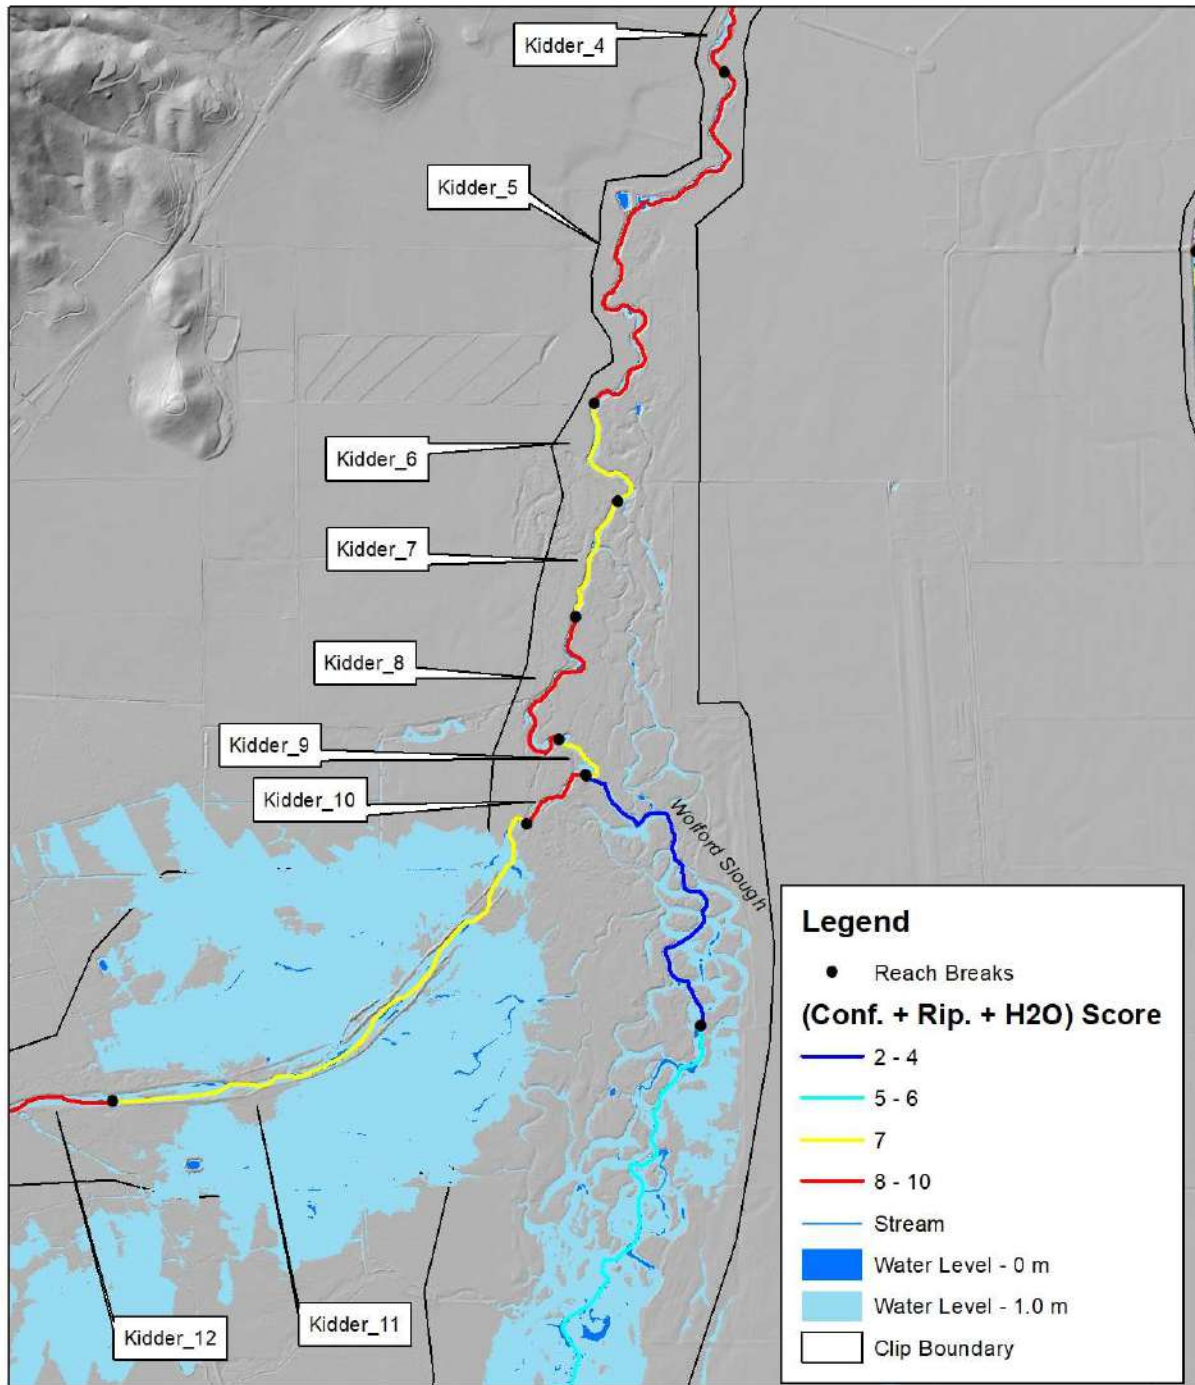 Kidder_4
Kidder_5
Kidder_6
Kidder_7
Kidder_8
Kidder_9
Kidder_10
Wolford Slough
Legend
Reach Breaks
(Conf. + Rip. + H2O) Score
2 - 4
5 - 6
7
8 - 10
Stream
Water Level - 0 m
Water Level - 1.0 m
Clip Boundary
Kidder_11
Kidder_12